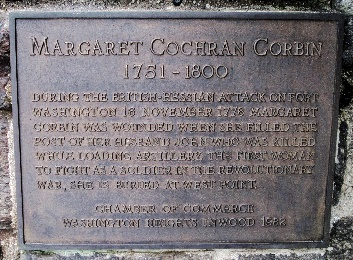 MARGARET COCHRAN CORBIN
1751 - 1800
DURING THE BRITISH-HESSIAN ATTACK ON FORT
WASHINGTON 16 NOVEMBER 1776 MARGARET
CORBIN WAS WOUNDED WHEN SHE FILLED THE
POST OF HER HUSBAND JOHN WHO WAS KILLED
WHILE LOADING ARTILLERY. THE FIRST WOMAN
TO FIGHT AS A SOLDIER IN THE REVOLUTIONARY
WAR, SHE IS BURIED AT WEST POINT.
CHAMBER OF COMMERCE
WASHINGTON HEIGHTS INWOOD 1982